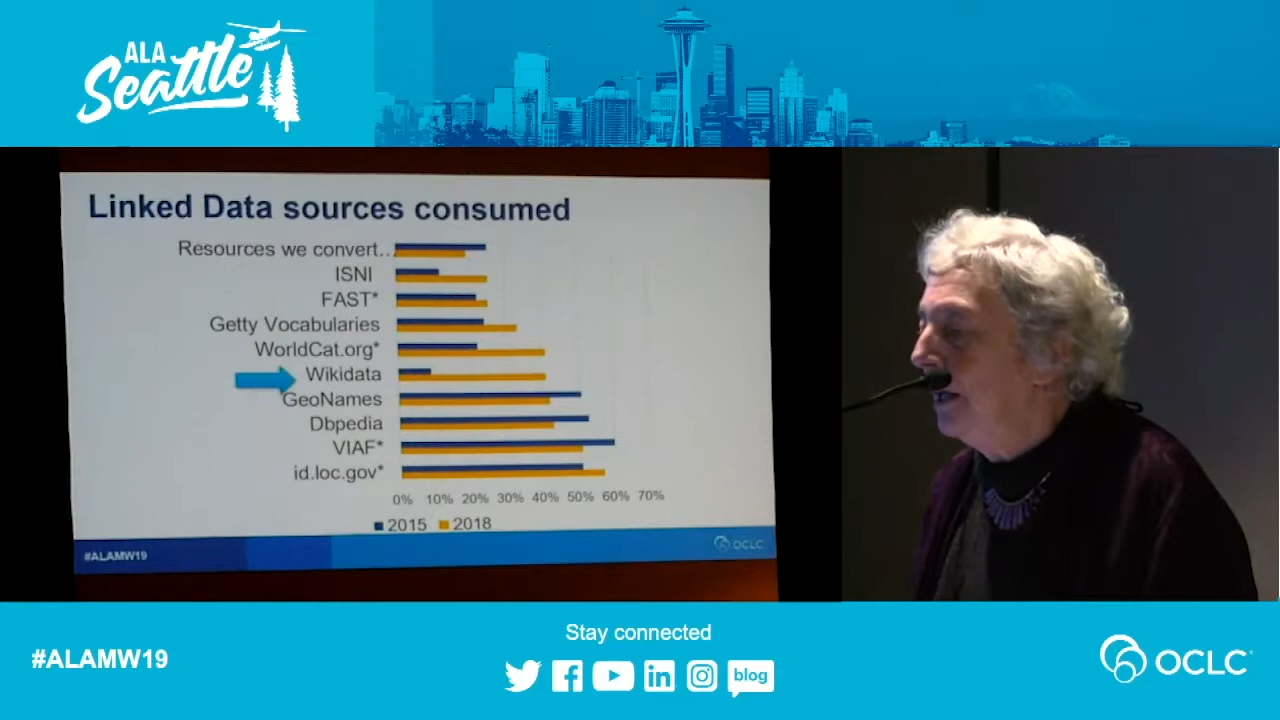 ALA
Seattle
Linked Data sources consumed
Resources we convert…
ISNI
FAST*
Getty Vocabularies
WorldCat.org*
Wikidata
GeoNames
Dbpedia
VIAF*
id.loc.gov*
0% 10% 20% 30% 40% 50% 60% 70%
2015 2018
#ALAMW19
OCLC
Stay connected
#ALAMW19
in
blog
OCLC